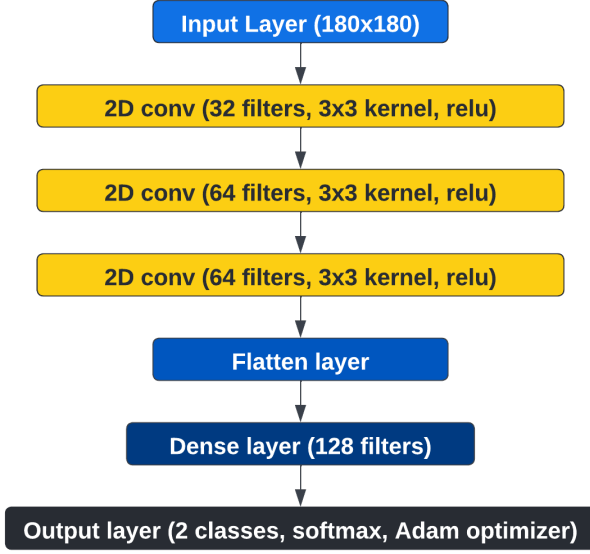 Input Layer (180x180)
2D conv (32 filters, 3x3 kernel, relu)
2D conv (64 filters, 3x3 kernel, relu)
2D conv (64 filters, 3x3 kernel, relu)
Flatten layer
Dense layer (128 filters)
Output layer (2 classes, softmax, Adam optimizer)